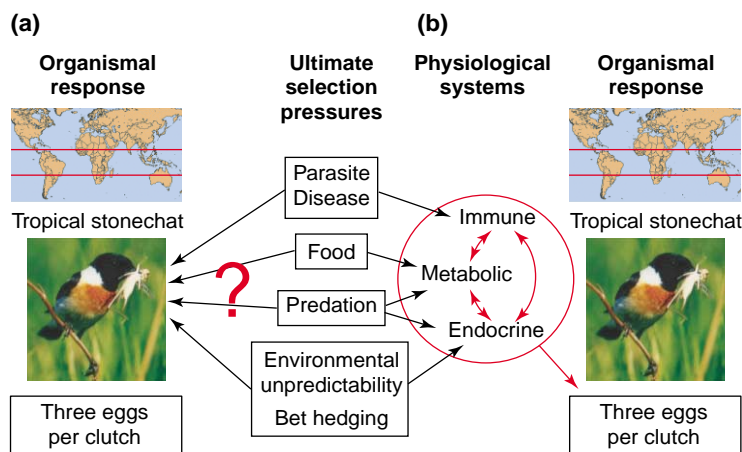 (a)
Organismal
response
Tropical stonechat
Three eggs
per clutch
Ultimate
selection
pressures
Parasite
Disease
Food
?
Predation
Environmental
unpredictability
Bet hedging
(b)
Physiological
systems
Immune
Metabolic
Endocrine
Organismal
response
Tropical stonechat
Three eggs
per clutch